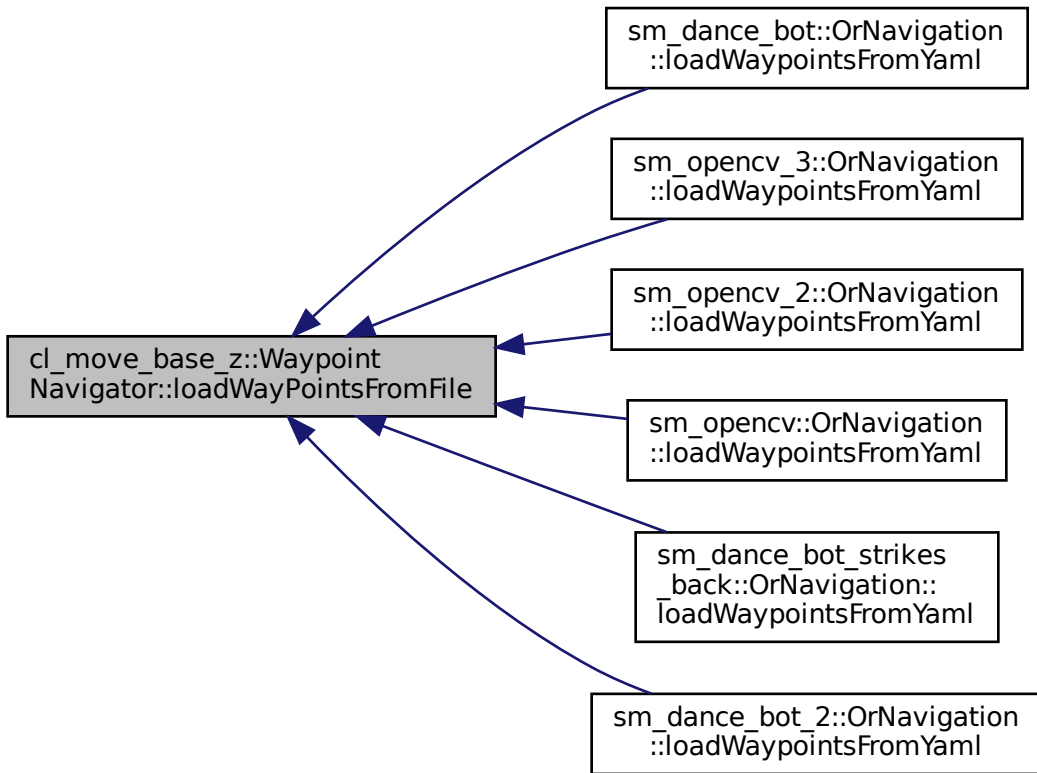 sm_dance_bot::OrNavigation
::loadWaypointsFromYaml
sm_opencv_3::OrNavigation
::loadWaypointsFromYaml
sm_opencv_2::OrNavigation
::loadWaypointsFromYaml
cl_move_base_z::Waypoint
Navigator::loadWayPointsFromFile
sm_opencv::OrNavigation
::loadWaypointsFromYaml
sm_dance_bot_strikes
_back::OrNavigation::
loadWaypointsFromYaml
sm_dance_bot_2::OrNavigation
::loadWaypointsFromYaml